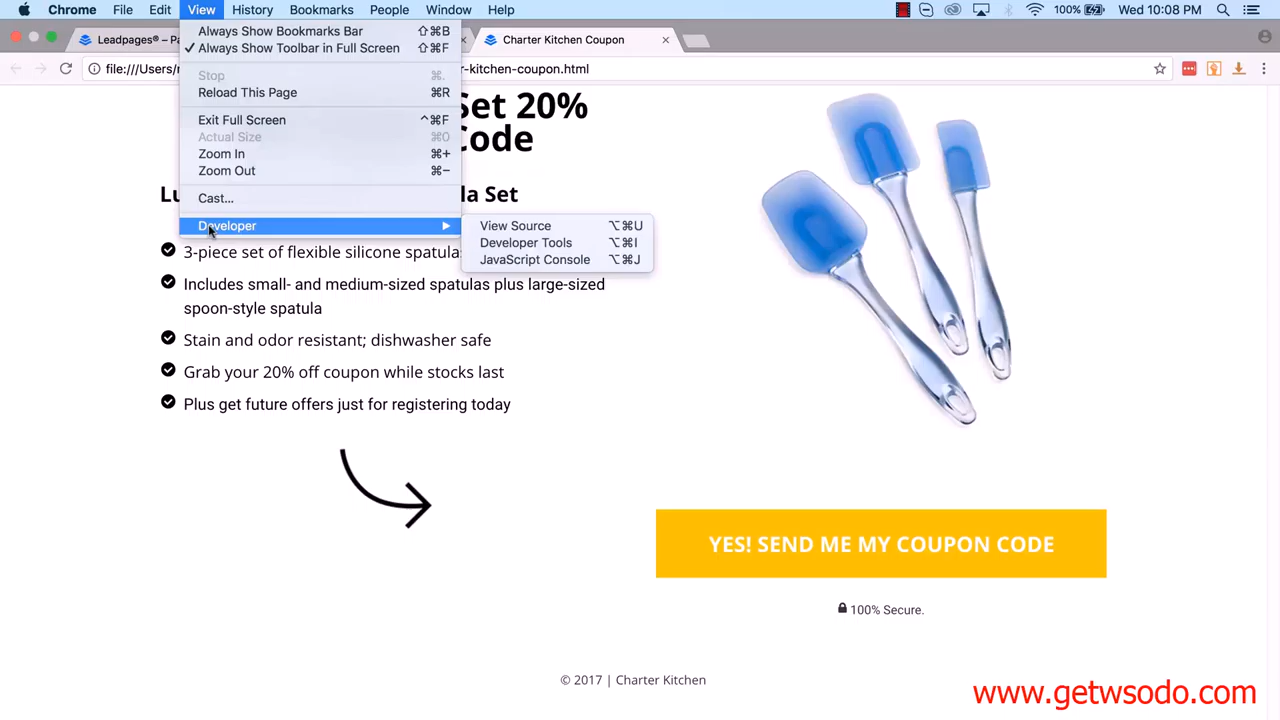 Chrome File Edit View History Bookmarks People Window Help 100% Wed 10:08 PM
Always Show Bookmarks Bar ⇧⌘B
✓ Always Show Toolbar in Full Screen ⇧⌘F
Stop ⌘.
Reload This Page ⌘R
Exit Full Screen ^⌘F
Actual Size ⌘0
Zoom In ⌘+
Zoom Out ⌘−
Cast...
Developer
View Source ⌥⌘U
Developer Tools ⌥⌘I
JavaScript Console ⌥⌘J
Leadpages® – Pa
Charter Kitchen Coupon
file:///Users/
r-kitchen-coupon.html
Set 20%
Code
Lu
la Set
3-piece set of flexible silicone spatula
Includes small- and medium-sized spatulas plus large-sized
spoon-style spatula
Stain and odor resistant; dishwasher safe
Grab your 20% off coupon while stocks last
Plus get future offers just for registering today
YES! SEND ME MY COUPON CODE
100% Secure.
© 2017 | Charter Kitchen
www.getwsodo.com